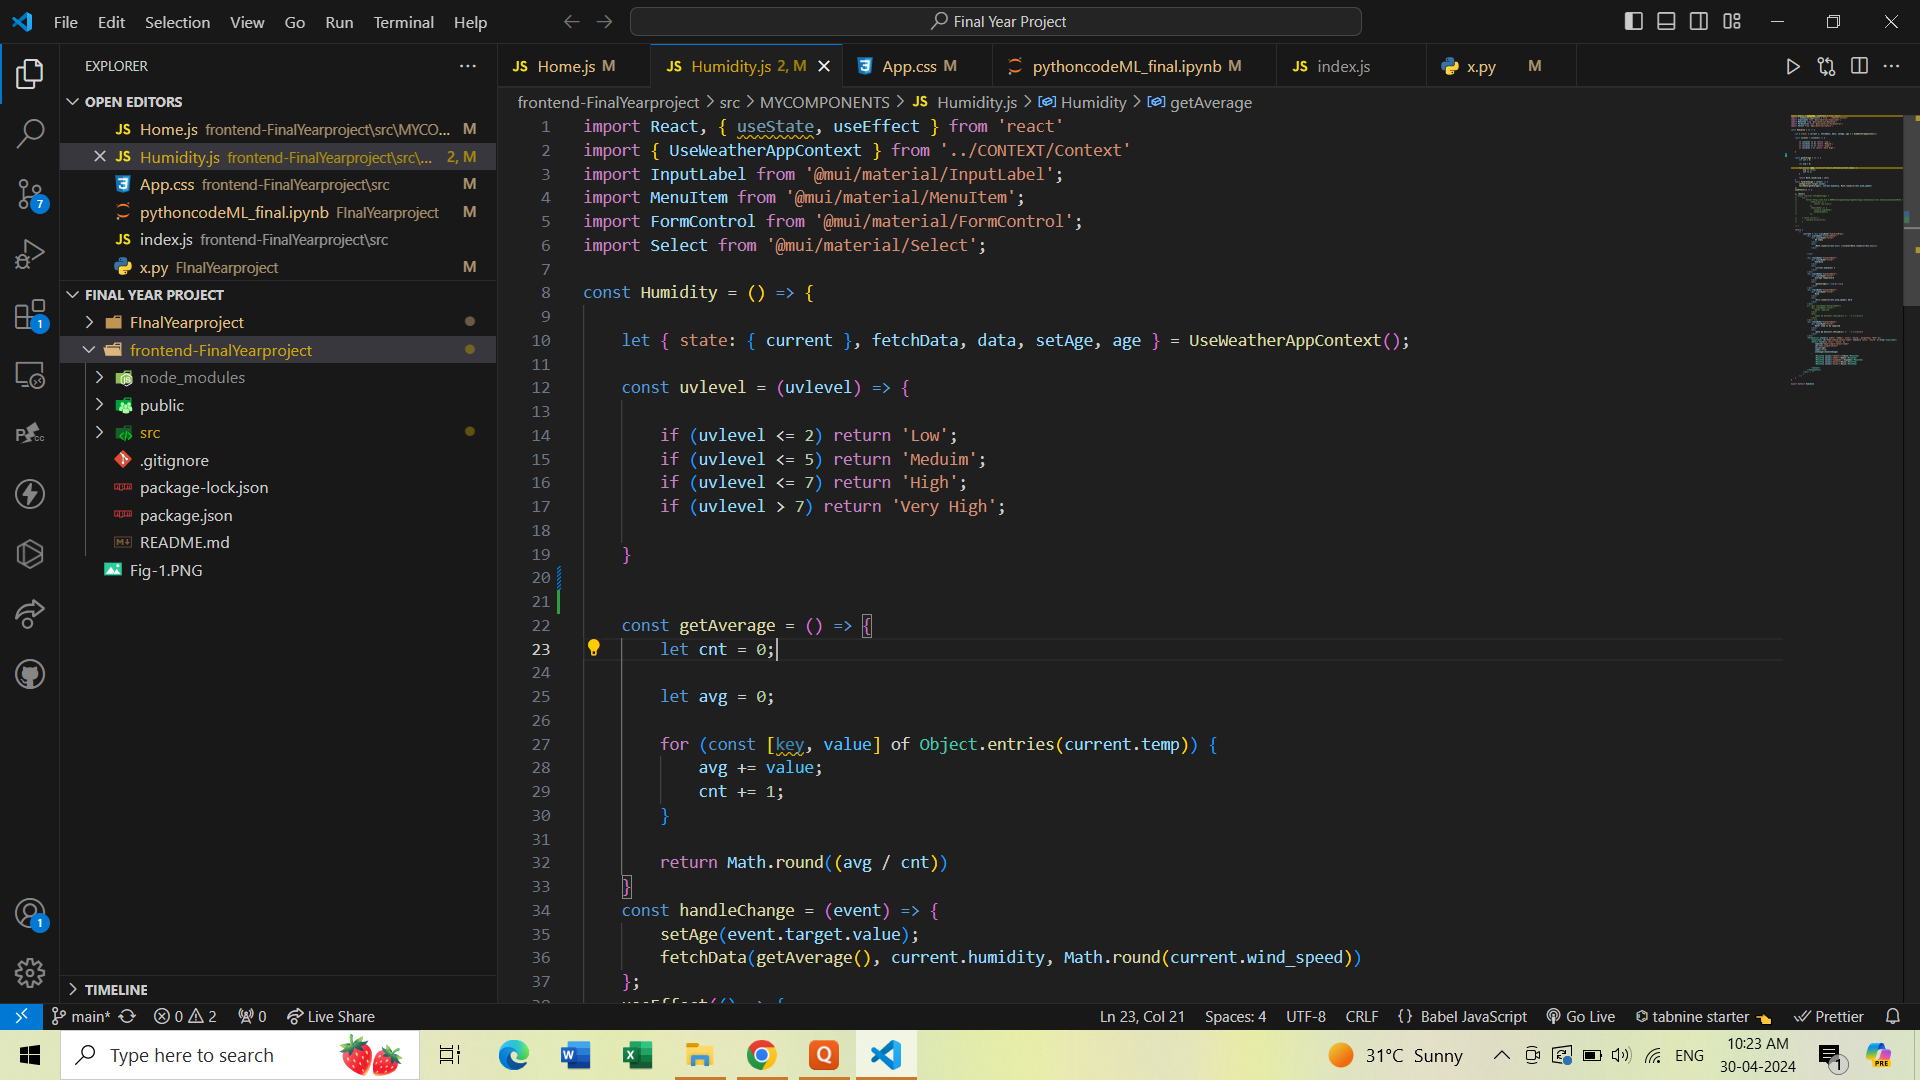 File Edit Selection View Go Run Terminal Help
Final Year Project
EXPLORER
OPEN EDITORS
JS Home.js frontend-FinalYearproject\src\MYCO... M
JS Humidity.js frontend-FinalYearproject\src\... 2, M
App.css frontend-FinalYearproject\src M
pythoncodeML_final.ipynb FInalYearproject M
JS index.js frontend-FinalYearproject\src
x.py FInalYearproject M
FINAL YEAR PROJECT
FInalYearproject
frontend-FinalYearproject
node_modules
public
src
.gitignore
package-lock.json
package.json
README.md
Fig-1.PNG
TIMELINE
7
1
1
JS Home.js M
JS Humidity.js 2, M
App.css M
pythoncodeML_final.ipynb M
JS index.js
x.py M
frontend-FinalYearproject > src > MYCOMPONENTS > JS Humidity.js > Humidity > getAverage
1 import React, { useState, useEffect } from 'react'
2 import { UseWeatherAppContext } from '../CONTEXT/Context'
3 import InputLabel from '@mui/material/InputLabel';
4 import MenuItem from '@mui/material/MenuItem';
5 import FormControl from '@mui/material/FormControl';
6 import Select from '@mui/material/Select';
7
8 const Humidity = () => {
9
10 let { state: { current }, fetchData, data, setAge, age } = UseWeatherAppContext();
11
12 const uvlevel = (uvlevel) => {
13
14 if (uvlevel <= 2) return 'Low';
15 if (uvlevel <= 5) return 'Meduim';
16 if (uvlevel <= 7) return 'High';
17 if (uvlevel > 7) return 'Very High';
18
19 }
20
21
22 const getAverage = () => {
23 let cnt = 0;
24
25 let avg = 0;
26
27 for (const [key, value] of Object.entries(current.temp)) {
28 avg += value;
29 cnt += 1;
30 }
31
32 return Math.round((avg / cnt))
33 }
34 const handleChange = (event) => {
35 setAge(event.target.value);
36 fetchData(getAverage(), current.humidity, Math.round(current.wind_speed))
37 };
38 useEffect(() => {
main* 0 2 0 Live Share
Ln 23, Col 21 Spaces: 4 UTF-8 CRLF {} Babel JavaScript Go Live tabnine starter Prettier
Type here to search
31°C Sunny ENG
10:23 AM
30-04-2024
1
PRE